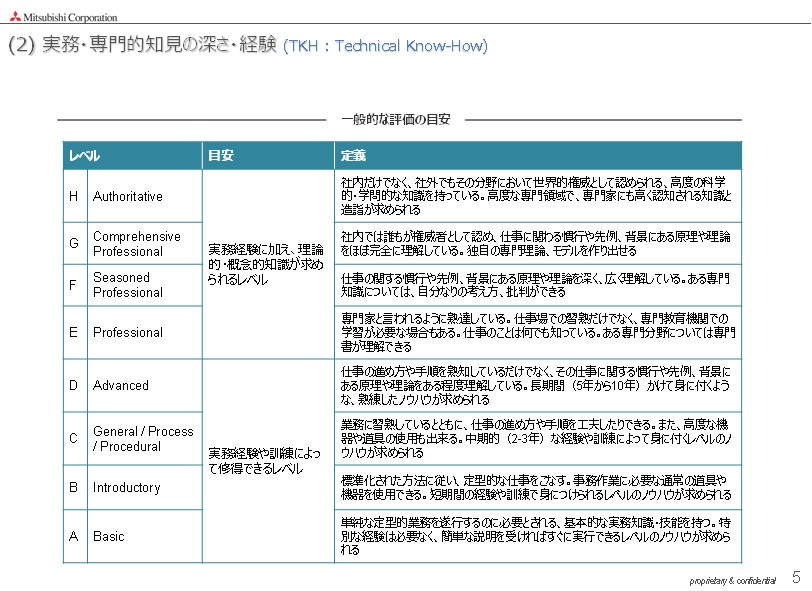 Mitsubishi Corporation
(2) 実務・専門的知見の深さ・経験 (TKH : Technical Know-How)
一般的な評価の目安
レベル 目安 定義
H Authoritative
社内だけでなく、社外でもその分野において世界的権威として認められる、高度の科学
的・学問的な知識を持っている。高度な専門領域で、専門家にも高く認知される知識と
造詣が求められる
G Comprehensive
Professional
社内では誰もが権威者として認め、仕事に関わる慣行や先例、背景にある原理や理論
をほぼ完全に理解している。独自の専門理論、モデルを作り出せる
実務経験に加え、理論
的・概念的知識が求め
られるレベル
F Seasoned
Professional
仕事の関する慣行や先例、背景にある原理や理論を深く、広く理解している。ある専門
知識については、自分なりの考え方、批判ができる
E Professional
専門家と言われるように熟達している。仕事場での習熟だけでなく、専門教育機関での
学習が必要な場合もある。仕事のことは何でも知っている。ある専門分野については専門
書が理解できる
D Advanced
仕事の進め方や手順を熟知しているだけでなく、その仕事に関する慣行や先例、背景に
ある原理や理論をある程度理解している。長期間（5年から10年）かけて身に付くよう
な、熟練したノウハウが求められる
C General / Process
/ Procedural
業務に習熟しているとともに、仕事の進め方や手順を工夫したりできる。また、高度な機
器や道具の使用も出来る。中期的（2-3年）な経験や訓練によって身に付くレベルのノ
ウハウが求められる
実務経験や訓練によっ
て修得できるレベル
B Introductory
標準化された方法に従い、定型的な仕事をこなす。事務作業に必要な通常の道具や
機器を使用できる。短期間の経験や訓練で身につけられるレベルのノウハウが求められる
A Basic
単純な定型的業務を遂行するのに必要とされる、基本的な実務知識・技能を持つ。特
別な経験は必要なく、簡単な説明を受ければすぐに実行できるレベルのノウハウが求めら
れる
proprietary & confidential 5